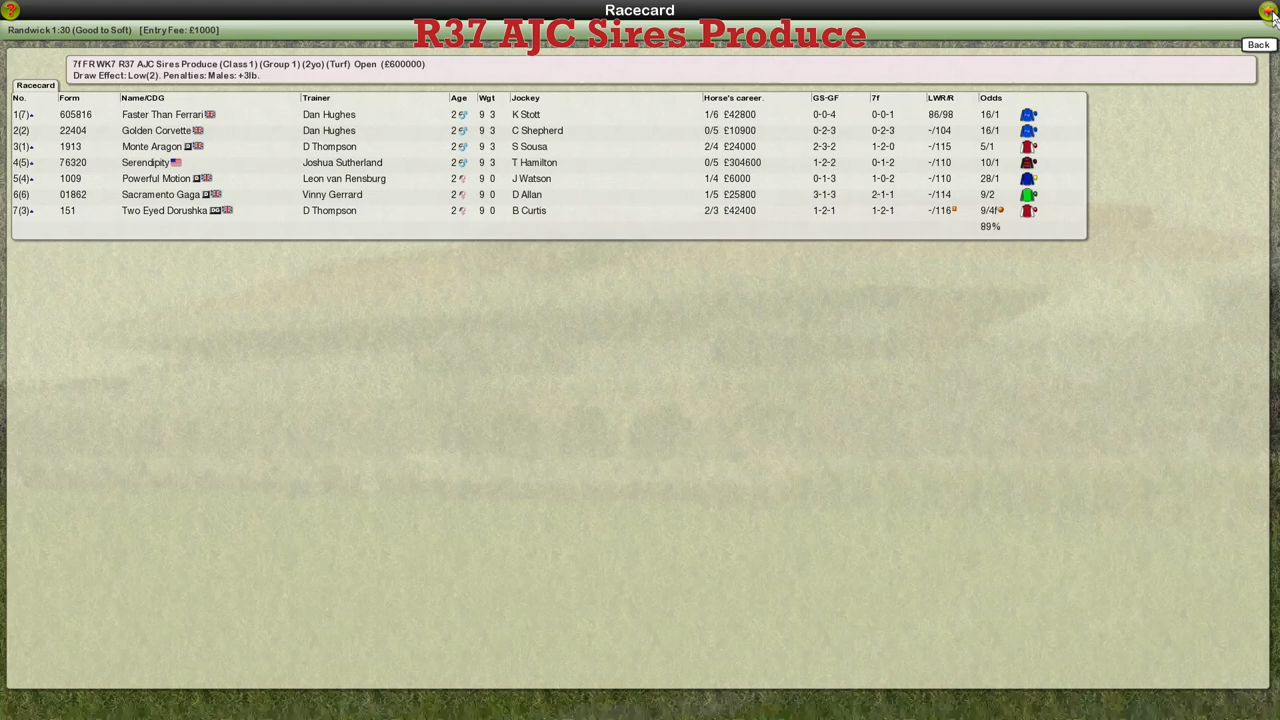 Racecard
R37 AJC Sires Produce
Randwick 1:30 (Good to Soft) [Entry Fee: £1000]
Back
7f FR WK7 R37 AJC Sires Produce (Class 1) (Group 1) (2yo) (Turf) Open (£600000)
Draw Effect: Low(2). Penalties: Males: +3lb.
Racecard
No. Form Name/CDG Trainer Age Wgt Jockey Horse's career. GS-GF 7f LWR/R Odds
1(7) 605816 Faster Than Ferrari Dan Hughes 2 9 3 K Stott 1/6 £42800 0-0-4 0-0-1 86/98 16/1
2(2) 22404 Golden Corvette Dan Hughes 2 9 3 C Shepherd 0/5 £10900 0-2-3 0-2-3 -/104 16/1
3(1) 1913 Monte Aragon D Thompson 2 9 3 S Sousa 2/4 £24000 2-3-2 1-2-0 -/115 5/1
4(5) 76320 Serendipity Joshua Sutherland 2 9 3 T Hamilton 0/5 £304600 1-2-2 0-1-2 -/110 10/1
5(4) 1009 Powerful Motion Leon van Rensburg 2 9 0 J Watson 1/4 £6000 0-1-3 1-0-2 -/110 28/1
6(6) 01862 Sacramento Gaga Vinny Gerrard 2 9 0 D Allan 1/5 £25800 3-1-3 2-1-1 -/114 9/2
7(3) 151 Two Eyed Dorushka D Thompson 2 9 0 B Curtis 2/3 £42400 1-2-1 1-2-1 -/116 9/4f
89%